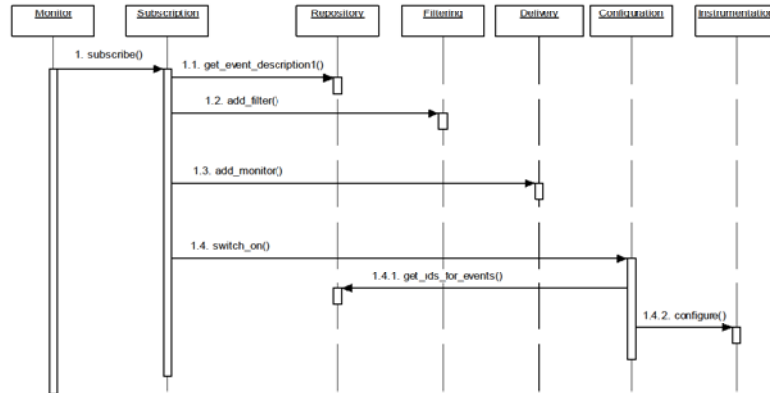 Monitor
Subscription
Repository
Filtering
Delivery
Configuration
Instrumentation
1. subscribe()
1.1. get_event_description1()
1.2. add_filter()
1.3. add_monitor()
1.4. switch_on()
1.4.1. get_ids_for_events()
1.4.2. configure()